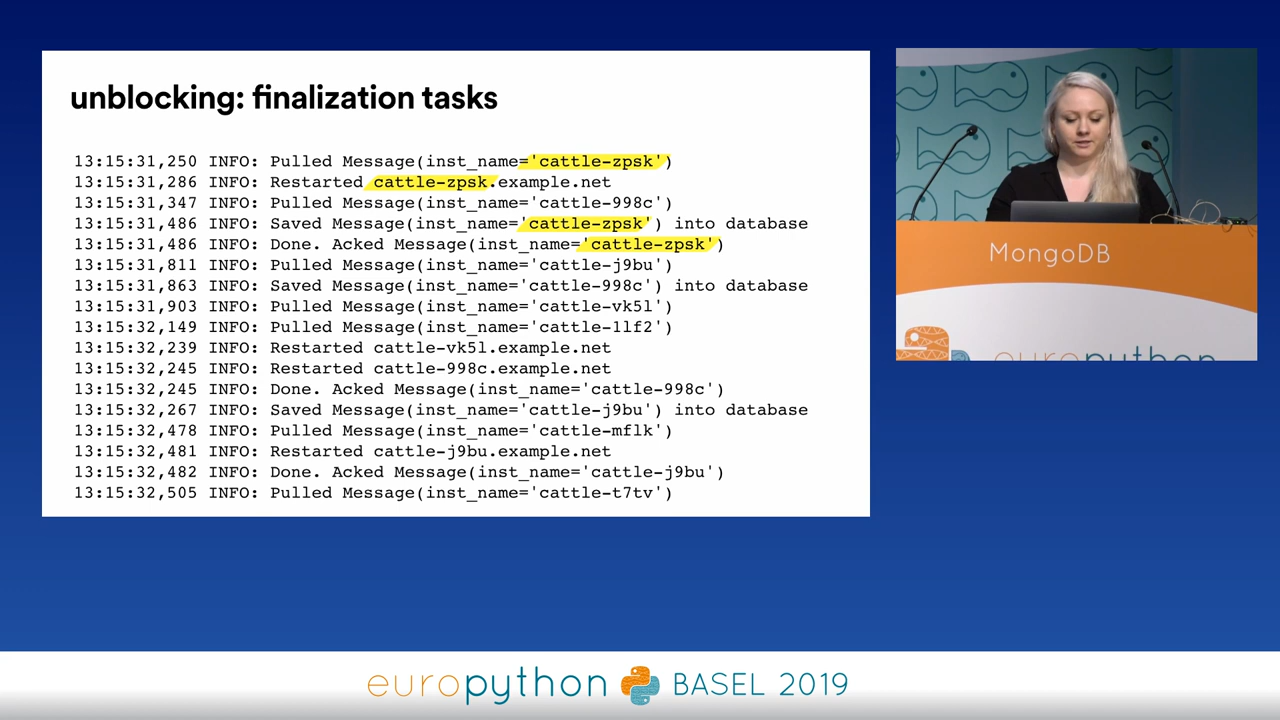 unblocking: finalization tasks
13:15:31,250 INFO: Pulled Message(inst_name='cattle-zpsk')
13:15:31,286 INFO: Restarted cattle-zpsk.example.net
13:15:31,347 INFO: Pulled Message(inst_name='cattle-998c')
13:15:31,486 INFO: Saved Message(inst_name='cattle-zpsk') into database
13:15:31,486 INFO: Done. Acked Message(inst_name='cattle-zpsk')
13:15:31,811 INFO: Pulled Message(inst_name='cattle-j9bu')
13:15:31,863 INFO: Saved Message(inst_name='cattle-998c') into database
13:15:31,903 INFO: Pulled Message(inst_name='cattle-vk5l')
13:15:32,149 INFO: Pulled Message(inst_name='cattle-1lf2')
13:15:32,239 INFO: Restarted cattle-vk5l.example.net
13:15:32,245 INFO: Restarted cattle-998c.example.net
13:15:32,245 INFO: Done. Acked Message(inst_name='cattle-998c')
13:15:32,267 INFO: Saved Message(inst_name='cattle-j9bu') into database
13:15:32,478 INFO: Pulled Message(inst_name='cattle-mflk')
13:15:32,481 INFO: Restarted cattle-j9bu.example.net
13:15:32,482 INFO: Done. Acked Message(inst_name='cattle-j9bu')
13:15:32,505 INFO: Pulled Message(inst_name='cattle-t7tv')
MongoDB
europython
europython BASEL 2019